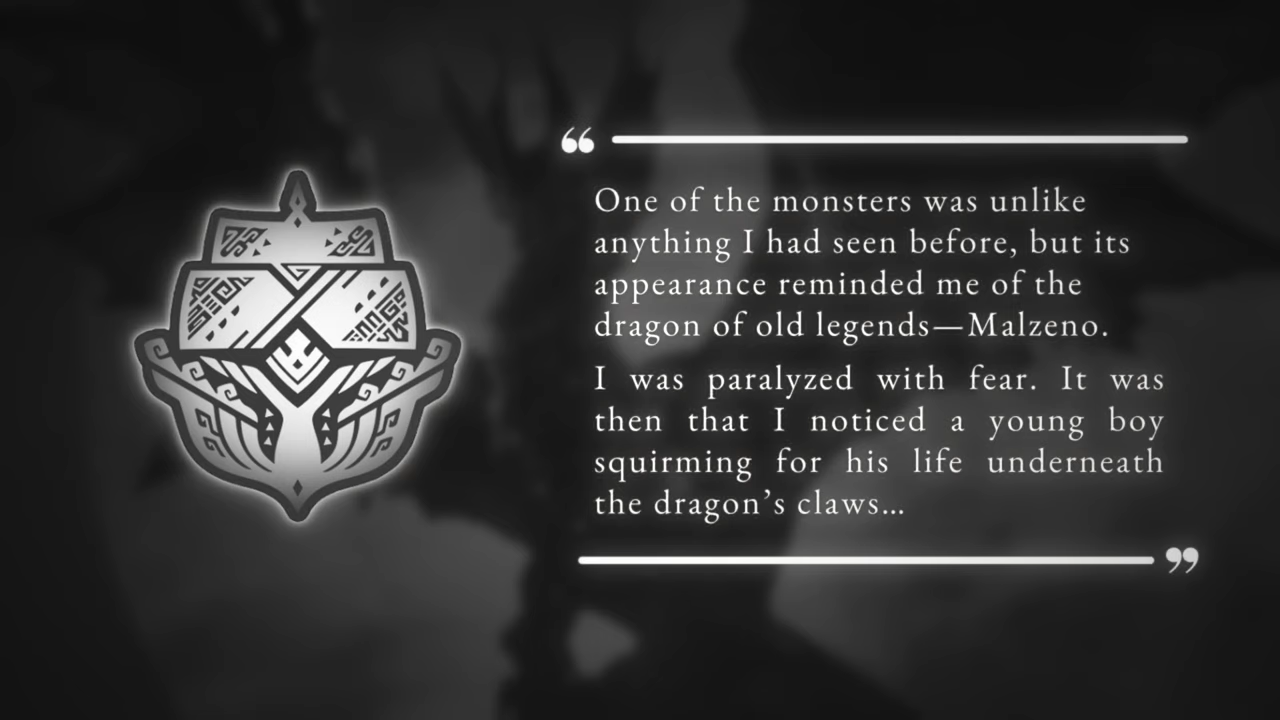 “
One of the monsters was unlike
anything I had seen before, but its
appearance reminded me of the
dragon of old legends—Malzeno.
I was paralyzed with fear. It was
then that I noticed a young boy
squirming for his life underneath
the dragon’s claws...
”